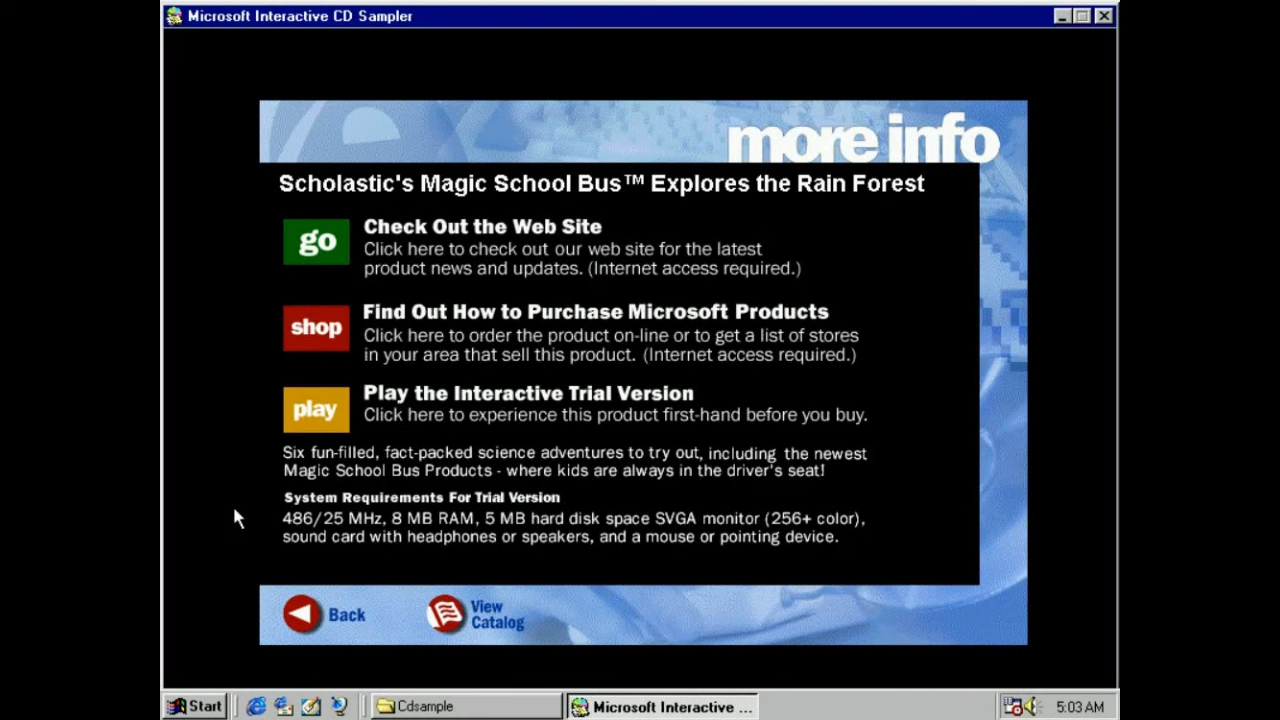 Microsoft Interactive CD Sampler
more info
Scholastic's Magic School Bus™ Explores the Rain Forest
go
Check Out the Web Site
Click here to check out our web site for the latest
product news and updates. (Internet access required.)
shop
Find Out How to Purchase Microsoft Products
Click here to order the product on-line or to get a list of stores
in your area that sell this product. (Internet access required.)
play
Play the Interactive Trial Version
Click here to experience this product first-hand before you buy.
Six fun-filled, fact-packed science adventures to try out, including the newest
Magic School Bus Products - where kids are always in the driver's seat!
System Requirements For Trial Version
486/25 MHz, 8 MB RAM, 5 MB hard disk space SVGA monitor (256+ color),
sound card with headphones or speakers, and a mouse or pointing device.
Back
View
Catalog
Start
Cdsample
Microsoft Interactive ...
5:03 AM